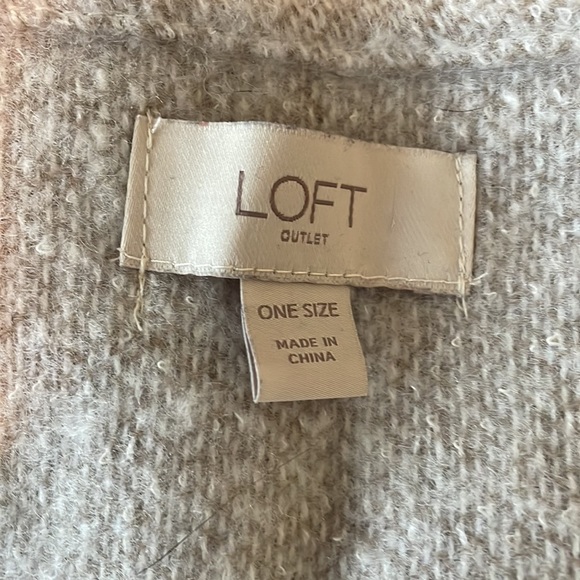 LOFT
OUTLET
ONE SIZE
MADE IN
CHINA